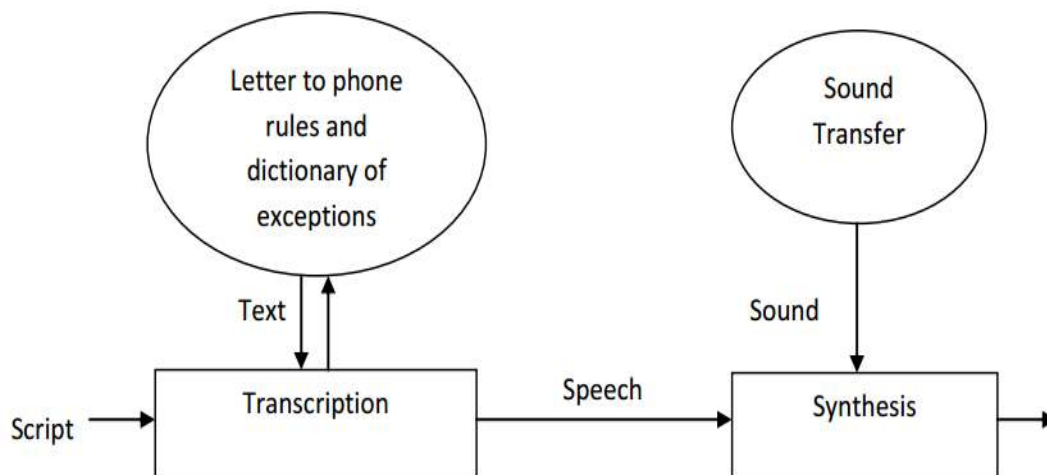 Letter to phone
rules and
dictionary of
exceptions
Sound
Transfer
Text
Sound
Script
Transcription
Speech
Synthesis